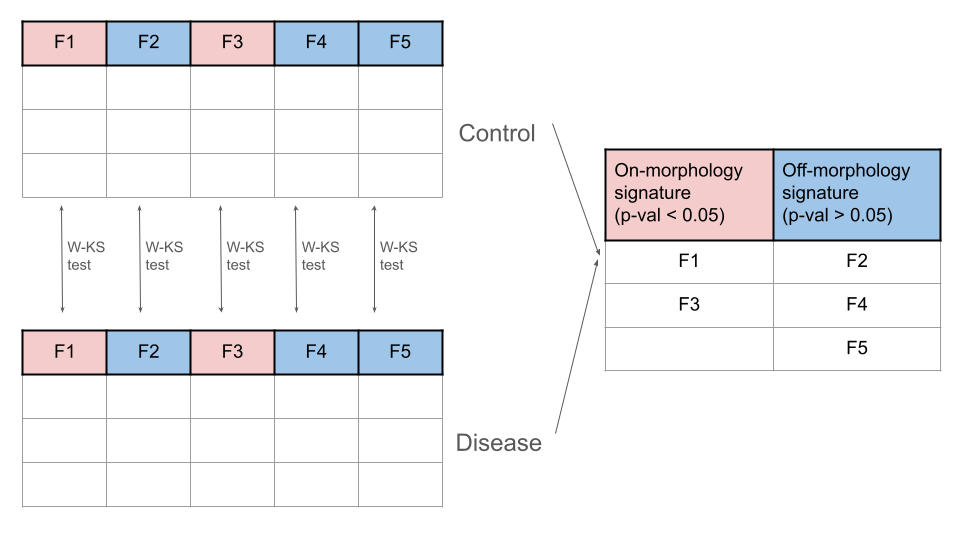 F1 F2 F3 F4 F5
Control
On-morphology
signature
(p-val < 0.05)
Off-morphology
signature
(p-val > 0.05)
F1 F2
F3 F4
F5
W-KS
test
W-KS
test
W-KS
test
W-KS
test
W-KS
test
F1 F2 F3 F4 F5
Disease